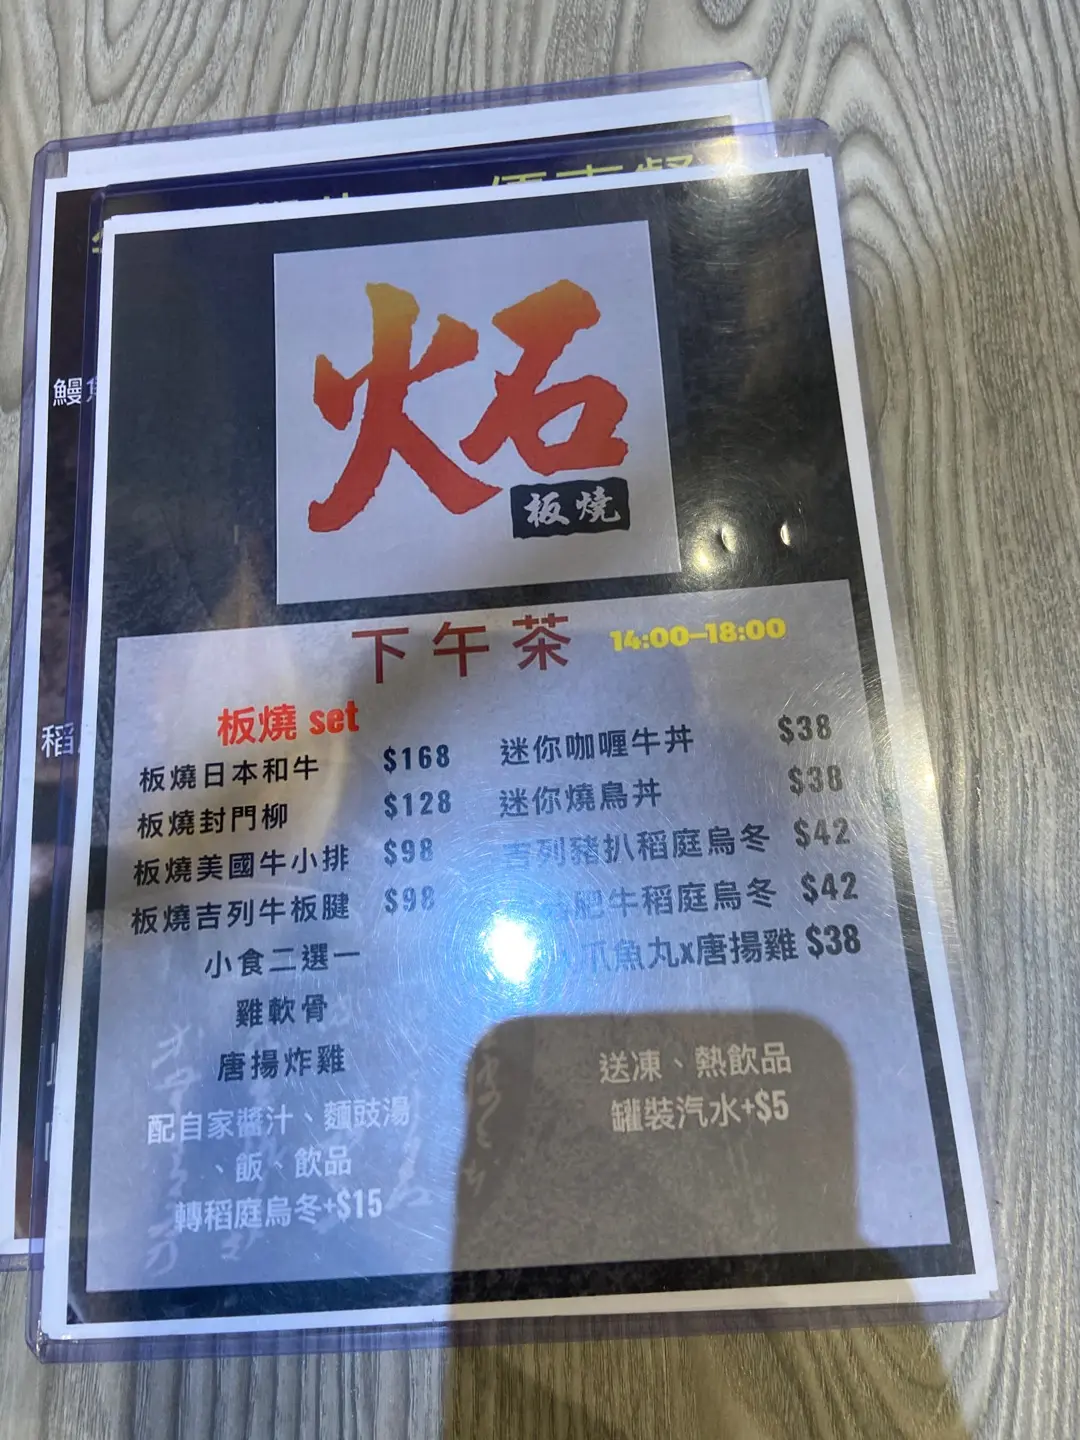 鰻
稻
火石
板燒
下午茶 14:00–18:00
板燒 set
板燒日本和牛 $168
板燒封門柳 $128
板燒美國牛小排 $98
板燒吉列牛板腱 $98
小食二選一
雞軟骨
唐揚炸雞
配自家醬汁、麵豉湯
、飯、飲品
轉稻庭烏冬+$15
迷你咖喱牛丼 $38
迷你燒鳥丼 $38
吉列豬扒稻庭烏冬 $42
肥牛稻庭烏冬 $42
爪魚丸x唐揚雞 $38
送凍、熱飲品
罐裝汽水+$5